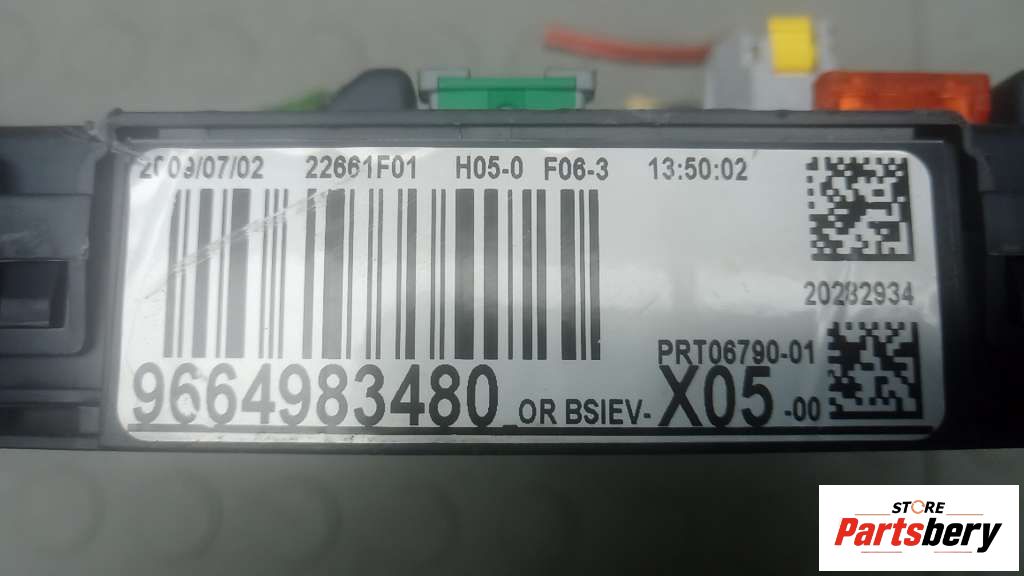 2009/07/02 22661F01 H05-0 F06-3 13:50:02
20282934
PRT06790-01
9664983480_OR BSIEV-X05-00
STORE
Partsbery